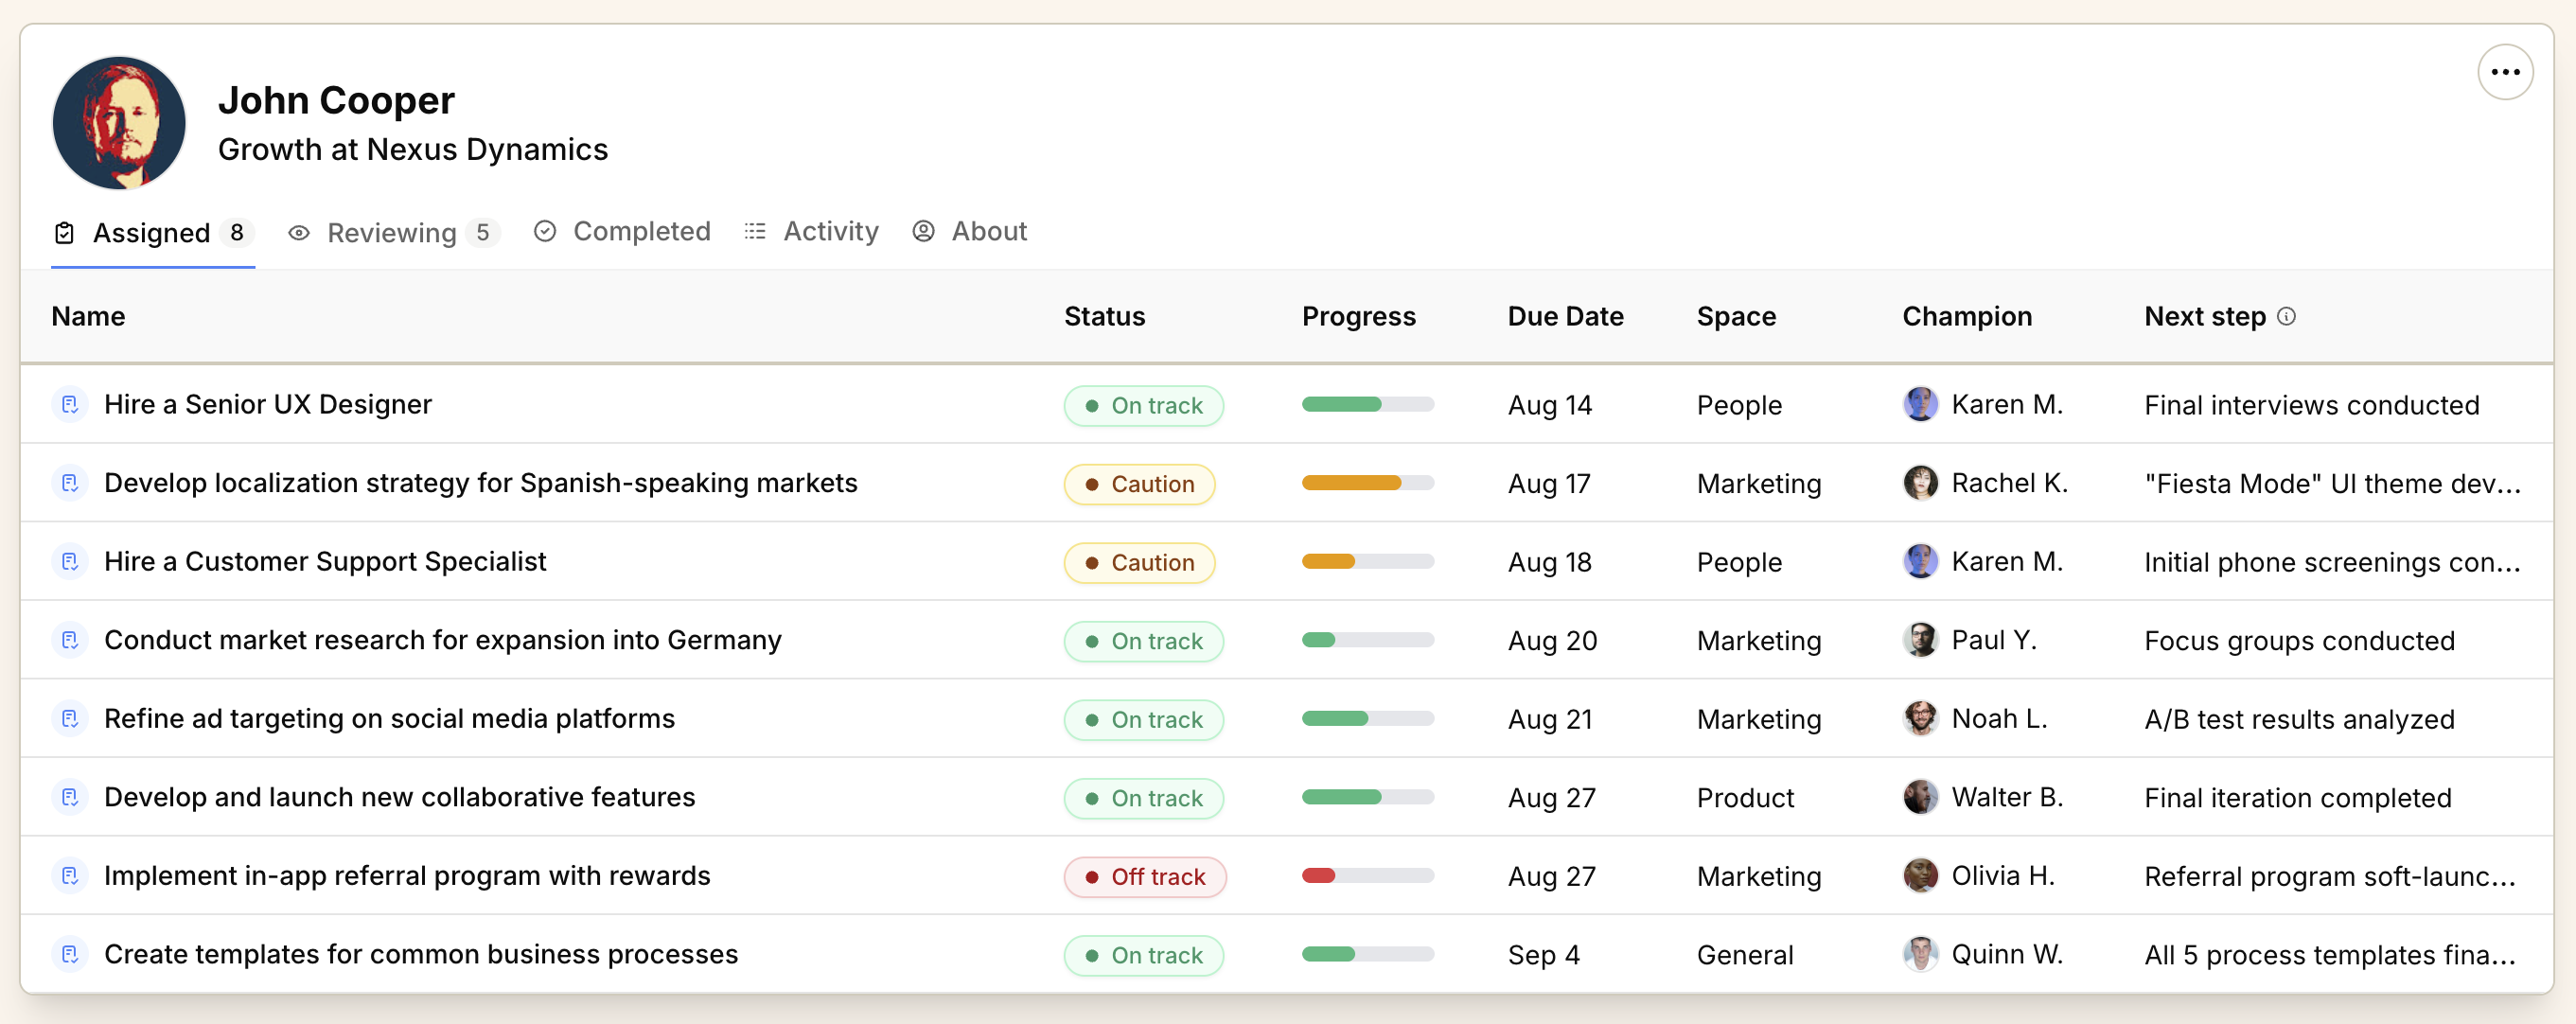 John Cooper
Growth at Nexus Dynamics
Assigned 8 Reviewing 5 Completed Activity About
Name Status Progress Due Date Space Champion Next step
Hire a Senior UX Designer On track Aug 14 People Karen M. Final interviews conducted
Develop localization strategy for Spanish-speaking markets Caution Aug 17 Marketing Rachel K. "Fiesta Mode" UI theme dev...
Hire a Customer Support Specialist Caution Aug 18 People Karen M. Initial phone screenings con...
Conduct market research for expansion into Germany On track Aug 20 Marketing Paul Y. Focus groups conducted
Refine ad targeting on social media platforms On track Aug 21 Marketing Noah L. A/B test results analyzed
Develop and launch new collaborative features On track Aug 27 Product Walter B. Final iteration completed
Implement in-app referral program with rewards Off track Aug 27 Marketing Olivia H. Referral program soft-launc...
Create templates for common business processes On track Sep 4 General Quinn W. All 5 process templates fina...